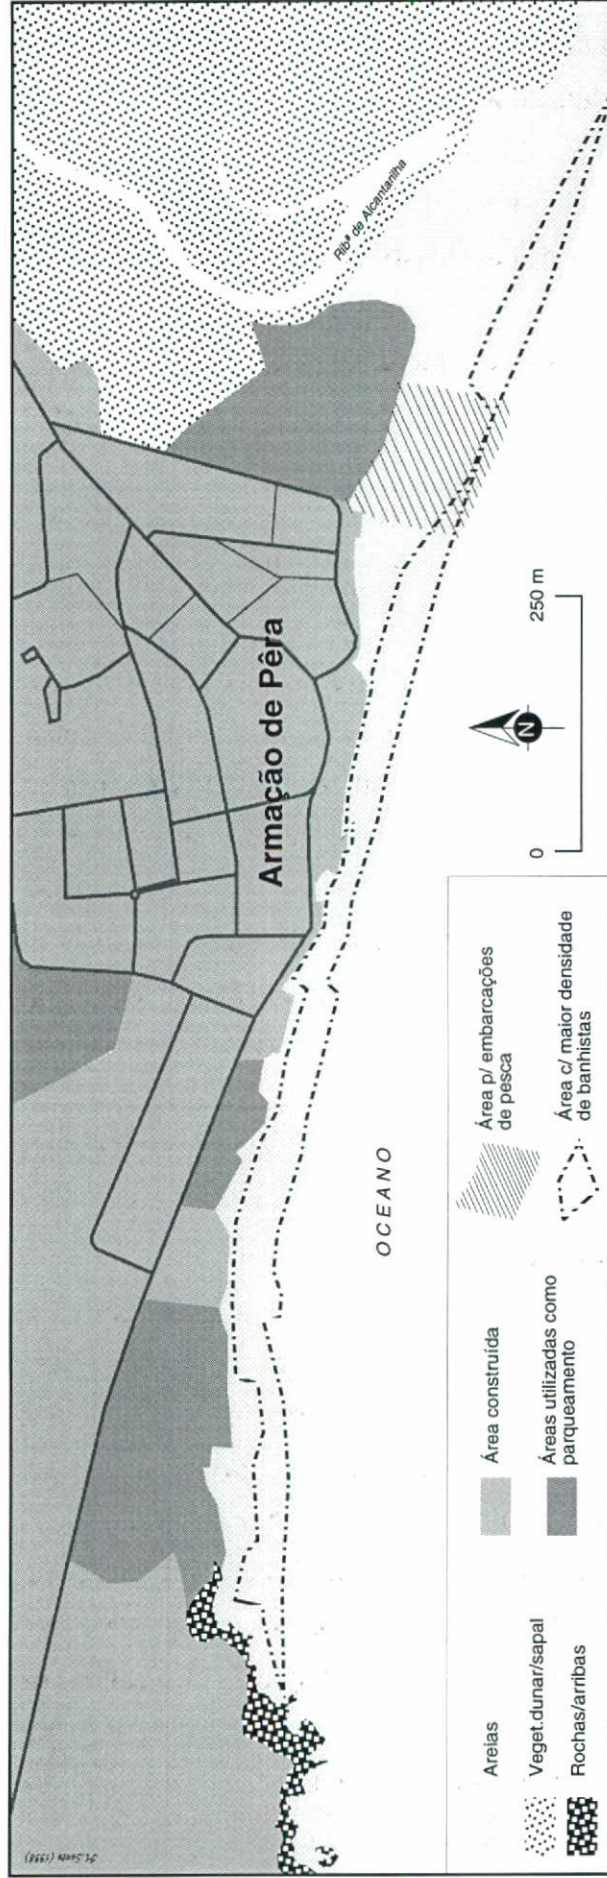 Ribª de Alcantarilha
Armação de Pêra
OCEANO
0
250 m
N
Areias
Veget.dunar/sapal
Rochas/arribas
Área construída
Áreas utilizadas como
parqueamento
Área p/ embarcações
de pesca
Área c/ maior densidade
de banhistas
(1998)